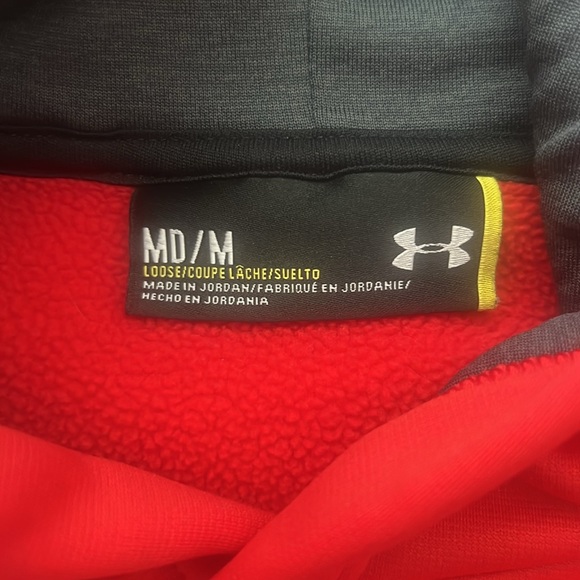 MD/M
LOOSE/COUPE LÂCHE/SUELTO
MADE IN JORDAN/FABRIQUÉ EN JORDANIE/
HECHO EN JORDANIA